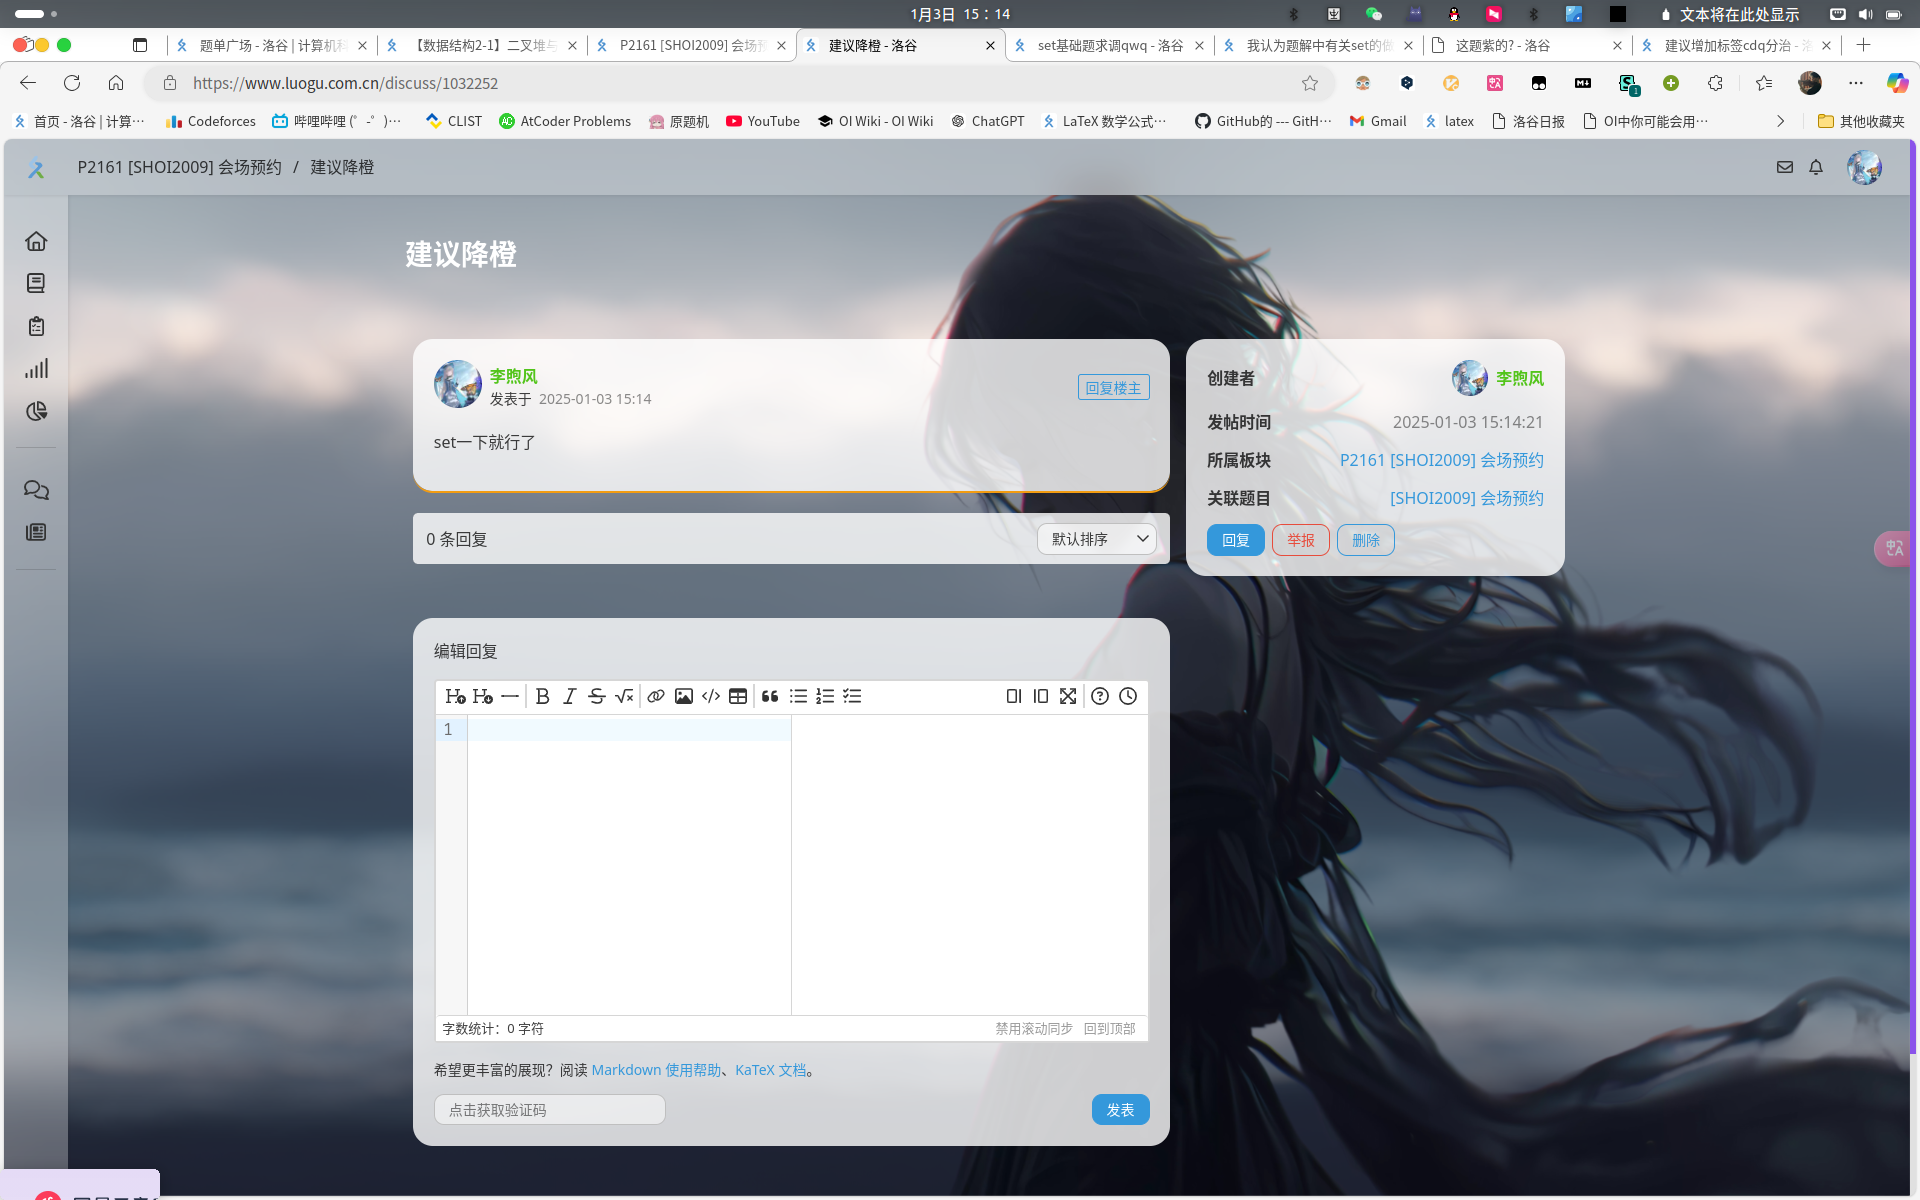 1月3日 15：14
文本将在此处显示
题单广场 - 洛谷 | 计算机科
【数据结构2-1】二叉堆与
P2161 [SHOI2009] 会场预
建议降橙 - 洛谷
set基础题求调qwq - 洛谷
我认为题解中有关set的做
这题紫的? - 洛谷
建议增加标签cdq分治 - 洛
https://www.luogu.com.cn/discuss/1032252
首页 - 洛谷 | 计算…
Codeforces
哔哩哔哩 (゜-゜)…
CLIST
AtCoder Problems
原题机
YouTube
OI Wiki - OI Wiki
ChatGPT
LaTeX 数学公式…
GitHub的 --- GitH…
Gmail
latex
洛谷日报
OI中你可能会用…
其他收藏夹
P2161 [SHOI2009] 会场预约 / 建议降橙
建议降橙
李煦风
发表于 2025-01-03 15:14
回复楼主
set一下就行了
0 条回复
默认排序
创建者 李煦风
发帖时间 2025-01-03 15:14:21
所属板块 P2161 [SHOI2009] 会场预约
关联题目 [SHOI2009] 会场预约
回复 举报 删除
编辑回复
1
字数统计：0 字符
禁用滚动同步 回到顶部
希望更丰富的展现？阅读 Markdown 使用帮助、KaTeX 文档。
点击获取验证码
发表